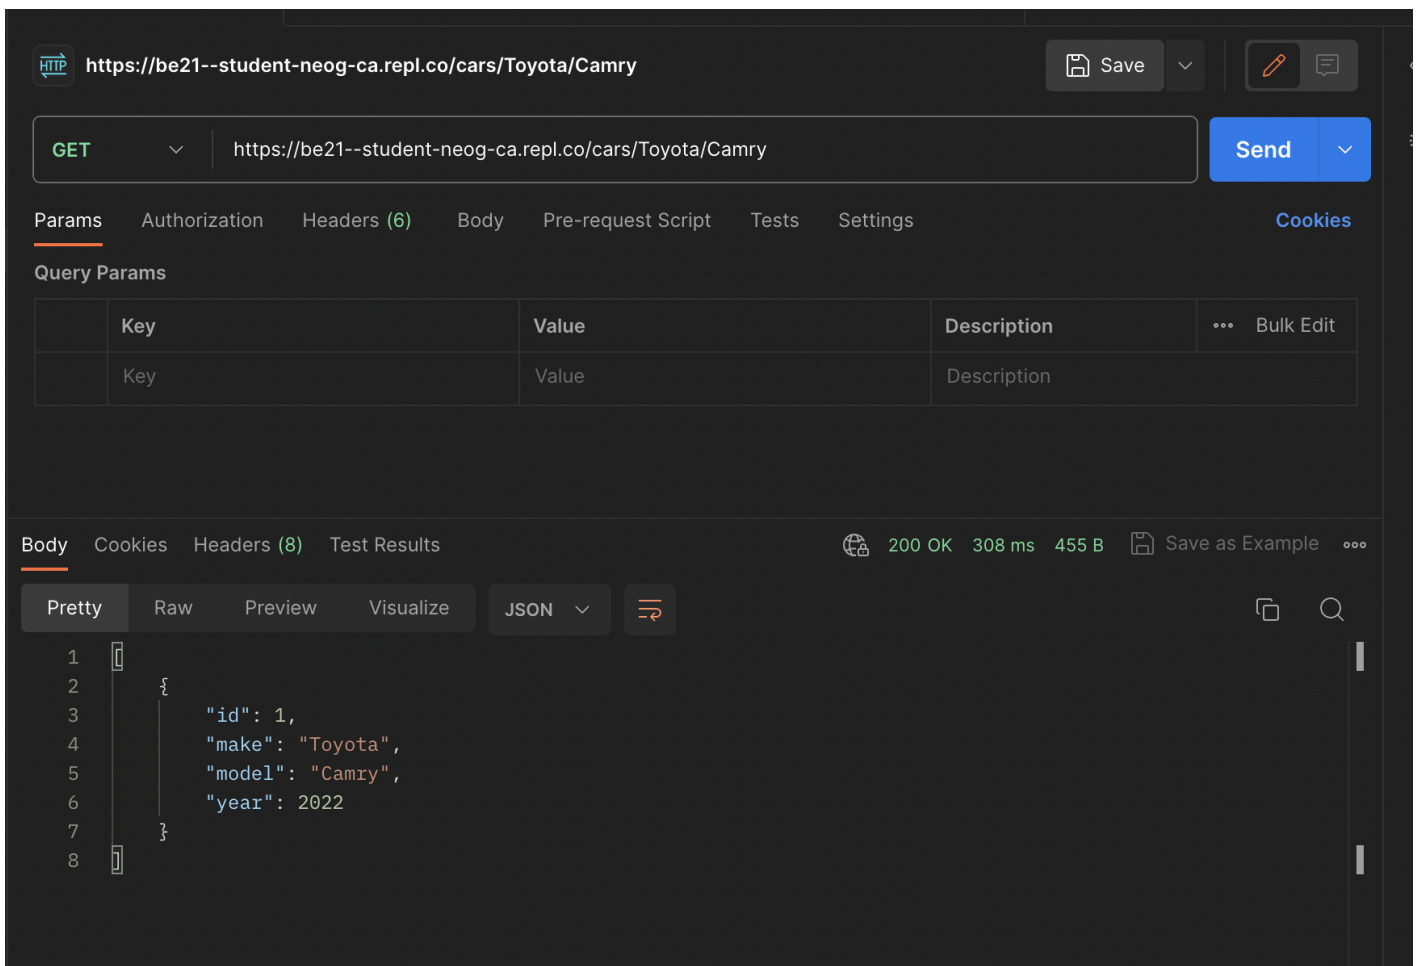 HTTP https://be21--student-neog-ca.repl.co/cars/Toyota/Camry Save
GET https://be21--student-neog-ca.repl.co/cars/Toyota/Camry Send
Params Authorization Headers (6) Body Pre-request Script Tests Settings Cookies
Query Params
Key Value Description Bulk Edit
Key Value Description
Body Cookies Headers (8) Test Results 200 OK 308 ms 455 B Save as Example
Pretty Raw Preview Visualize JSON
1 [
2 {
3 "id": 1,
4 "make": "Toyota",
5 "model": "Camry",
6 "year": 2022
7 }
8 ]